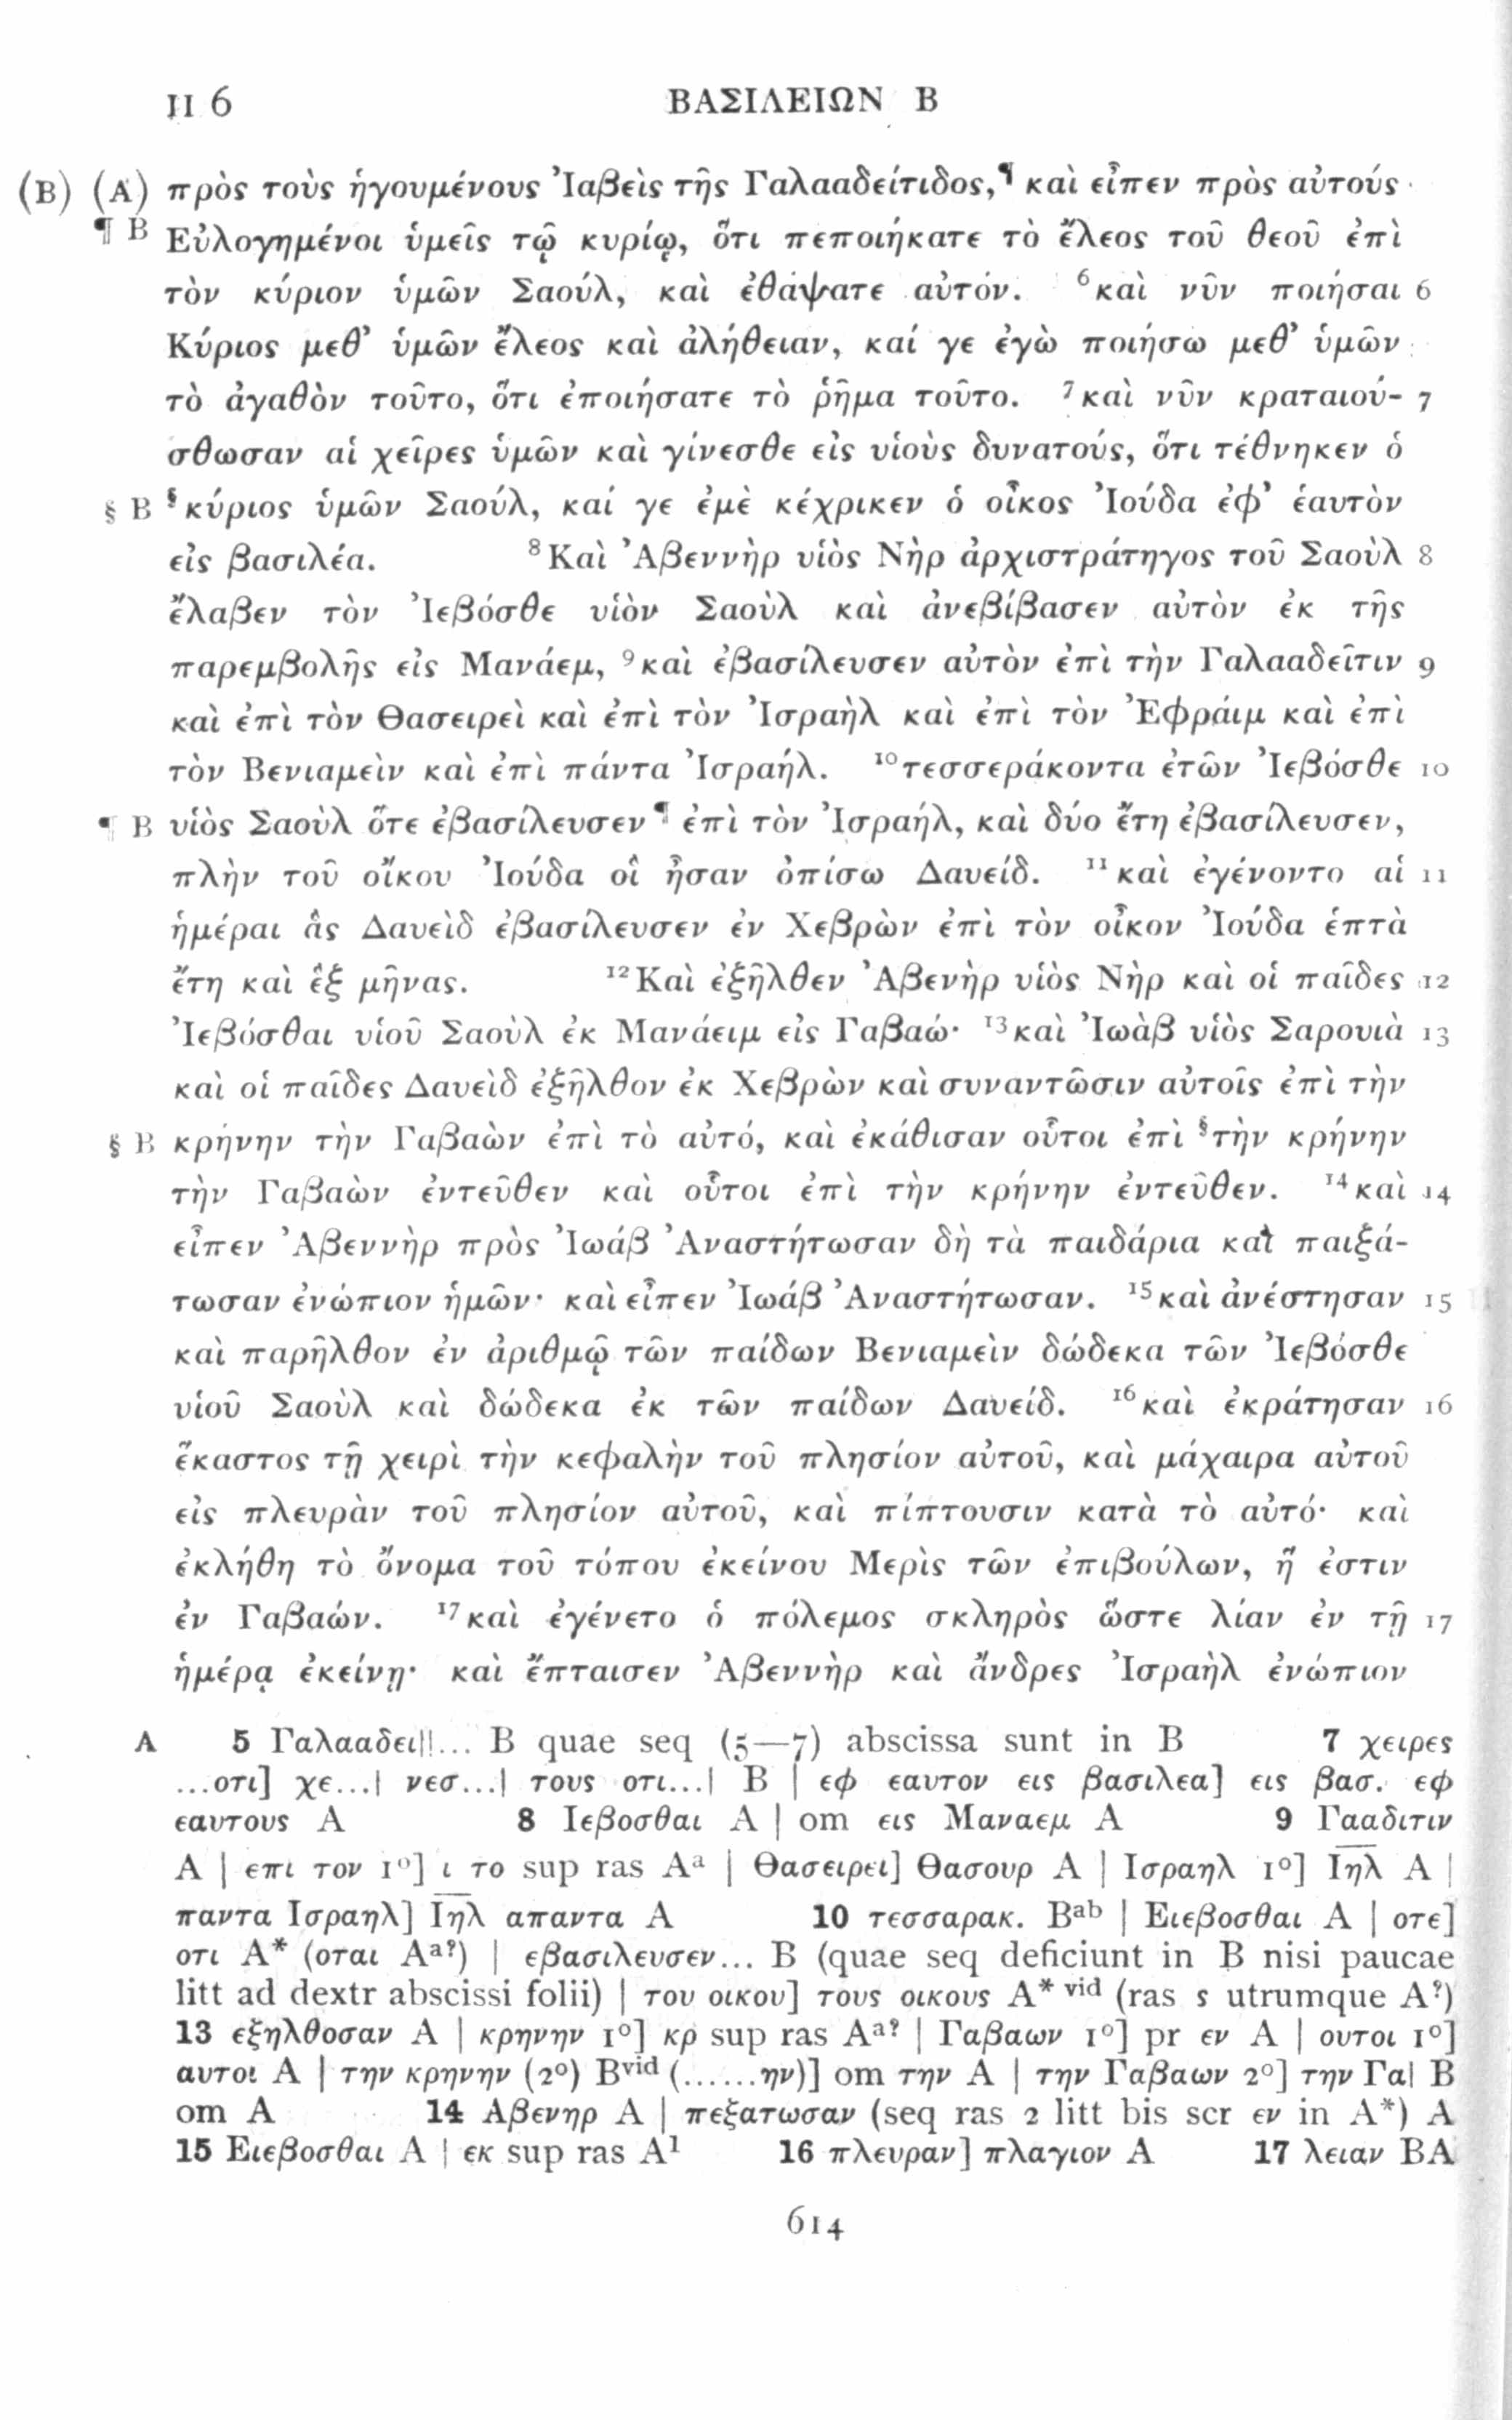 II 6 ΒΑΣΙΛΕΙΩΝ Β
(B) (A) πρὸς τοὺς ἡγουμένους Ἰαβεὶς τῆς Γαλααδείτιδος,¶ καὶ εἶπεν πρὸς αὐτούς
¶ B Εὐλογημένοι ὑμεῖς τῷ κυρίῳ, ὅτι πεποιήκατε τὸ ἔλεος τοῦ θεοῦ ἐπὶ
τὸν κύριον ὑμῶν Σαούλ, καὶ ἐθάψατε αὐτόν. ⁶καὶ νῦν ποιήσαι 6
Κύριος μεθ’ ὑμῶν ἔλεος καὶ ἀλήθειαν, καί γε ἐγὼ ποιήσω μεθ’ ὑμῶν
τὸ ἀγαθὸν τοῦτο, ὅτι ἐποιήσατε τὸ ῥῆμα τοῦτο. ⁷καὶ νῦν κραταιού- 7
σθωσαν αἱ χεῖρες ὑμῶν καὶ γίνεσθε εἰς υἱοὺς δυνατούς, ὅτι τέθνηκεν ὁ
§ B §κύριος ὑμῶν Σαούλ, καί γε ἐμὲ κέχρικεν ὁ οἶκος Ἰούδα ἐφ’ ἑαυτὸν
εἰς βασιλέα. ⁸Καὶ Ἀβεννὴρ υἱὸς Νὴρ ἀρχιστράτηγος τοῦ Σαοὺλ 8
ἔλαβεν τὸν Ἰεβόσθε υἱὸν Σαοὺλ καὶ ἀνεβίβασεν αὐτὸν ἐκ τῆς
παρεμβολῆς εἰς Μανάεμ, ⁹καὶ ἐβασίλευσεν αὐτὸν ἐπὶ τὴν Γαλααδεῖτιν 9
καὶ ἐπὶ τὸν Θασειρεὶ καὶ ἐπὶ τὸν Ἰσραὴλ καὶ ἐπὶ τὸν Ἐφράιμ καὶ ἐπὶ
τὸν Βενιαμεὶν καὶ ἐπὶ πάντα Ἰσραήλ. ¹⁰τεσσεράκοντα ἐτῶν Ἰεβόσθε 10
¶ B υἱὸς Σαοὺλ ὅτε ἐβασίλευσεν¶ ἐπὶ τὸν Ἰσραήλ, καὶ δύο ἔτη ἐβασίλευσεν,
πλὴν τοῦ οἴκου Ἰούδα οἳ ἦσαν ὀπίσω Δαυείδ. ¹¹καὶ ἐγένοντο αἱ 11
ἡμέραι ἃς Δαυεὶδ ἐβασίλευσεν ἐν Χεβρὼν ἐπὶ τὸν οἶκον Ἰούδα ἑπτὰ
ἔτη καὶ ἓξ μῆνας. ¹²Καὶ ἐξῆλθεν Ἀβενὴρ υἱὸς Νὴρ καὶ οἱ παῖδες 12
Ἰεβόσθαι υἱοῦ Σαοὺλ ἐκ Μανάειμ εἰς Γαβαώ· ¹³καὶ Ἰωὰβ υἱὸς Σαρουιὰ 13
καὶ οἱ παῖδες Δαυεὶδ ἐξῆλθον ἐκ Χεβρὼν καὶ συναντῶσιν αὐτοῖς ἐπὶ τὴν
§ B κρήνην τὴν Γαβαὼν ἐπὶ τὸ αὐτό, καὶ ἐκάθισαν οὗτοι ἐπὶ §τὴν κρήνην
τὴν Γαβαὼν ἐντεῦθεν καὶ οὗτοι ἐπὶ τὴν κρήνην ἐντεῦθεν. ¹⁴καὶ 14
εἶπεν Ἀβεννὴρ πρὸς Ἰωάβ Ἀναστήτωσαν δὴ τὰ παιδάρια καὶ παιξά-
τωσαν ἐνώπιον ἡμῶν· καὶ εἶπεν Ἰωάβ Ἀναστήτωσαν. ¹⁵καὶ ἀνέστησαν 15
καὶ παρῆλθον ἐν ἀριθμῷ τῶν παίδων Βενιαμεὶν δώδεκα τῶν Ἰεβόσθε
υἱοῦ Σαοὺλ καὶ δώδεκα ἐκ τῶν παίδων Δαυείδ. ¹⁶καὶ ἐκράτησαν 16
ἕκαστος τῇ χειρὶ τὴν κεφαλὴν τοῦ πλησίον αὐτοῦ, καὶ μάχαιρα αὐτοῦ
εἰς πλευρὰν τοῦ πλησίον αὐτοῦ, καὶ πίπτουσιν κατὰ τὸ αὐτό· καὶ
ἐκλήθη τὸ ὄνομα τοῦ τόπου ἐκείνου Μερὶς τῶν ἐπιβούλων, ἥ ἐστιν
ἐν Γαβαών. ¹⁷καὶ ἐγένετο ὁ πόλεμος σκληρὸς ὥστε λίαν ἐν τῇ 17
ἡμέρᾳ ἐκείνῃ· καὶ ἔπταισεν Ἀβεννὴρ καὶ ἄνδρες Ἰσραὴλ ἐνώπιον
A 5 Γαλααδει||... B quae seq (5—7) abscissa sunt in B 7 χειρες
...οτι] χε...| νεσ...| τους οτι...| B | εφ εαυτον εις βασιλεα] εις βασ. εφ
εαυτους A 8 Ιεβοσθαι A | om εις Μαναεμ A 9 Γααδιτιν
A | επι τον 1°] ι το sup ras Aᵃ | Θασειρει] Θασουρ A | Ισραηλ 1°] Ιη̅λ̅ A |
παντα Ισραηλ] Ιη̅λ̅ απαντα A 10 τεσσαρακ. Bᵃᵇ | Ειεβοσθαι A | οτε]
οτι A* (οται Aᵃ?) | εβασιλευσεν... B (quae seq deficiunt in B nisi paucae
litt ad dextr abscissi folii) | του οικου] τους οικους A* ᵛⁱᵈ (ras s utrumque A?)
13 εξηλθοσαν A | κρηνην 1°] κρ sup ras Aᵃ? | Γαβαων 1°] pr εν A | ουτοι 1°]
αυτοι A | την κρηνην (2°) Bᵛⁱᵈ (......ην)] om την A | την Γαβαων 2°] την Γα| B
om A 14 Αβενηρ A | πεξατωσαν (seq ras 2 litt bis scr εν in A*) A
15 Ειεβοσθαι A | εκ sup ras A¹ 16 πλευραν] πλαγιον A 17 λειαν BA
614